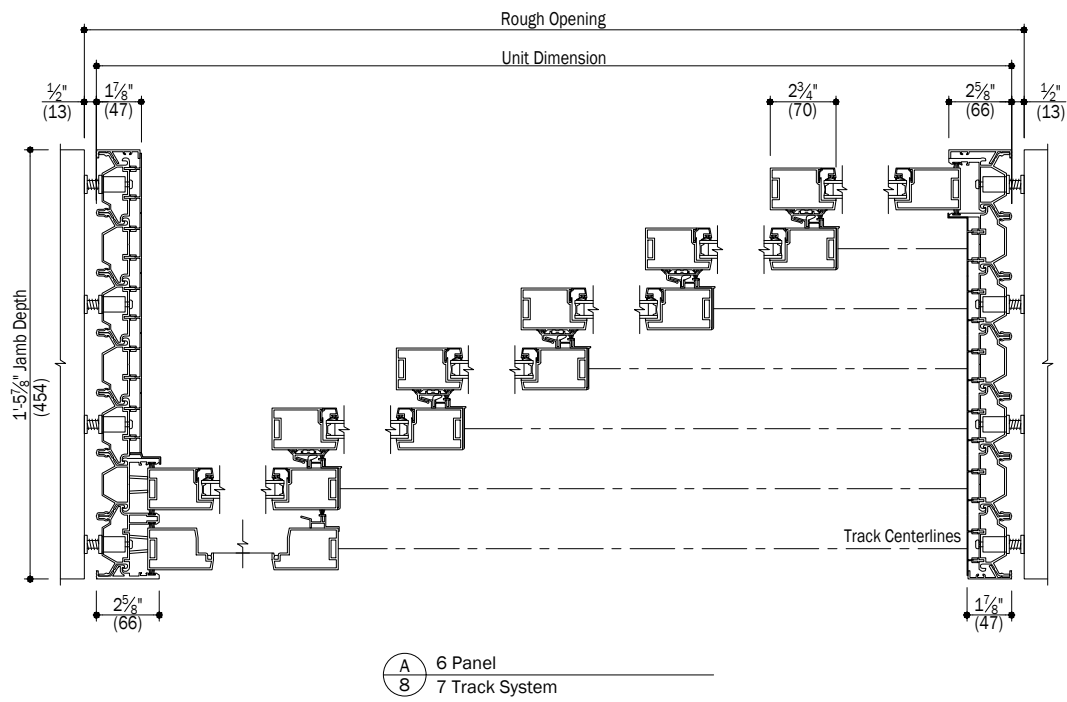 Rough Opening
Unit Dimension
½" 1⅞" 2¾" 2⅝" ½"
(13) (47) (70) (66) (13)
1'-5⅞" Jamb Depth
(454)
Track Centerlines
2⅝" 1⅞"
(66) (47)
A 6 Panel
8 7 Track System